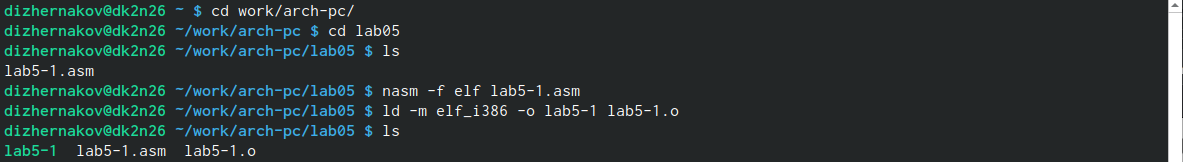 dizhernakov@dk2n26 ~ $ cd work/arch-pc/
dizhernakov@dk2n26 ~/work/arch-pc $ cd lab05
dizhernakov@dk2n26 ~/work/arch-pc/lab05 $ ls
lab5-1.asm
dizhernakov@dk2n26 ~/work/arch-pc/lab05 $ nasm -f elf lab5-1.asm
dizhernakov@dk2n26 ~/work/arch-pc/lab05 $ ld -m elf_i386 -o lab5-1 lab5-1.o
dizhernakov@dk2n26 ~/work/arch-pc/lab05 $ ls
lab5-1  lab5-1.asm  lab5-1.o